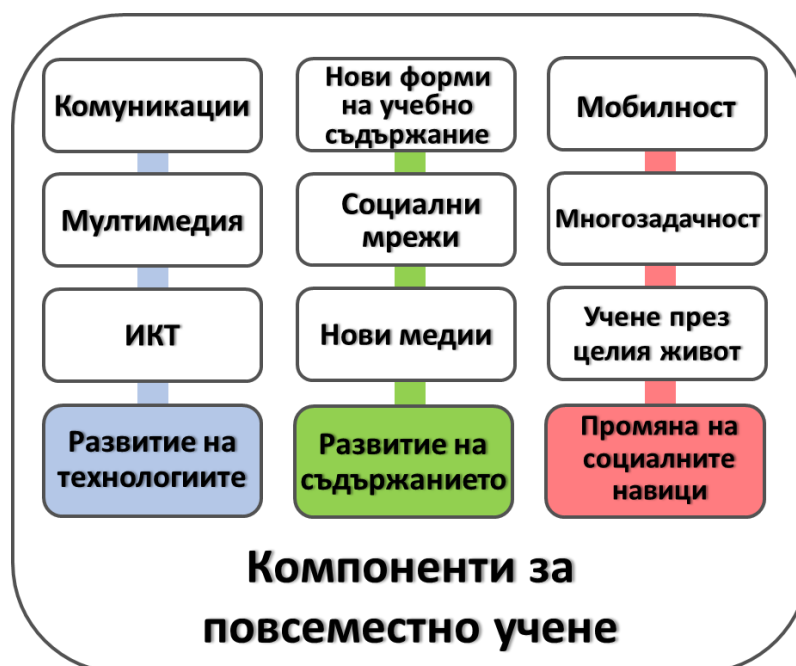 Комуникации
Мултимедия
ИКТ
Развитие на
технологиите
Нови форми
на учебно
съдържание
Социални
мрежи
Нови медии
Развитие на
съдържанието
Мобилност
Многозадачност
Учене през
целия живот
Промяна на
социалните
навици
Компоненти за
повсеместно учене